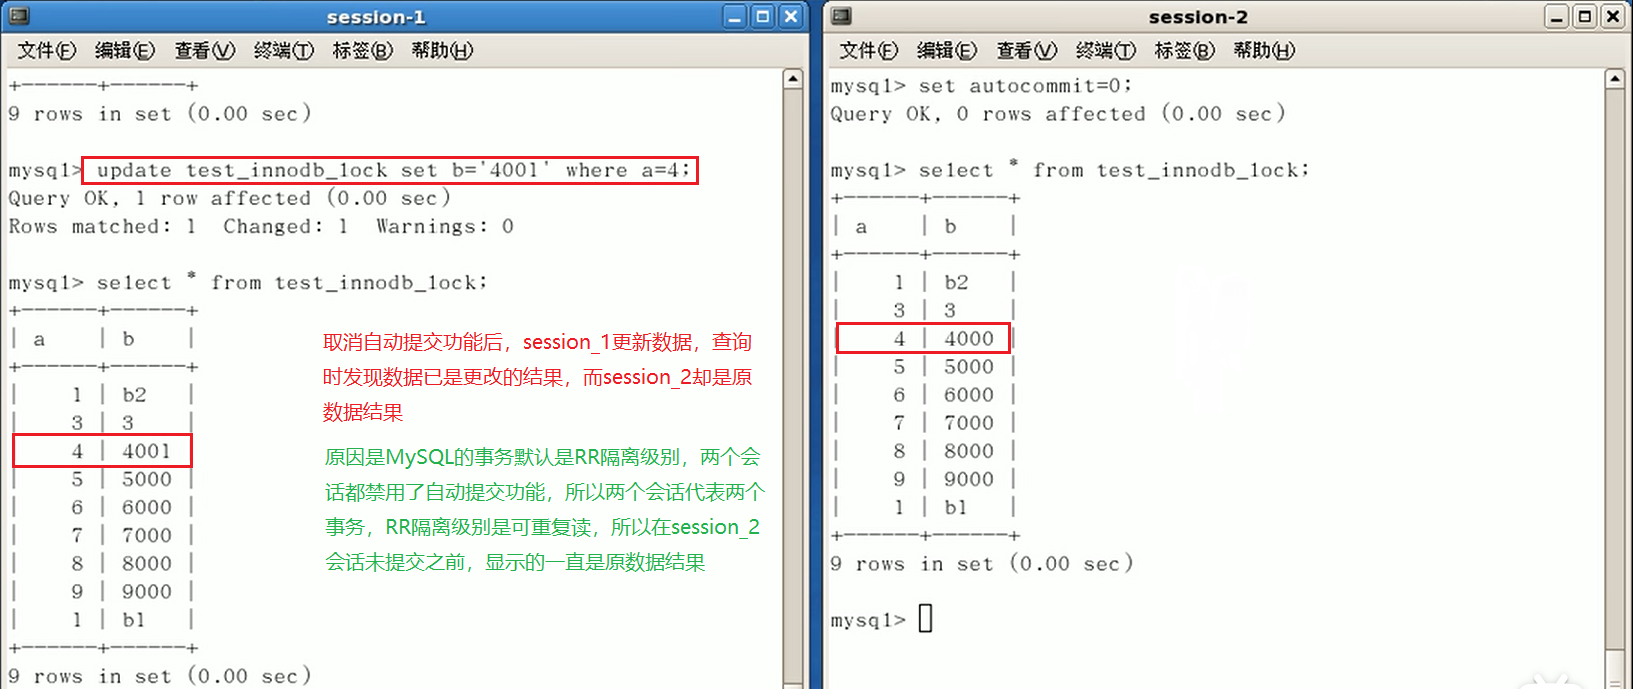 session-1
文件(F) 编辑(E) 查看(V) 终端(T) 标签(B) 帮助(H)
+------+------+
9 rows in set (0.00 sec)
mysql> update test_innodb_lock set b='4001' where a=4;
Query OK, 1 row affected (0.00 sec)
Rows matched: 1  Changed: 1  Warnings: 0
mysql> select * from test_innodb_lock;
+------+------+
| a    | b    |
+------+------+
|    1 | b2   |
|    3 | 3    |
|    4 | 4001 |
|    5 | 5000 |
|    6 | 6000 |
|    7 | 7000 |
|    8 | 8000 |
|    9 | 9000 |
|    1 | b1   |
+------+------+
9 rows in set (0.00 sec)
取消自动提交功能后，session_1更新数据，查询
时发现数据已是更改的结果，而session_2却是原
数据结果
原因是MySQL的事务默认是RR隔离级别，两个会
话都禁用了自动提交功能，所以两个会话代表两个
事务，RR隔离级别是可重复读，所以在session_2
会话未提交之前，显示的一直是原数据结果
session-2
文件(F) 编辑(E) 查看(V) 终端(T) 标签(B) 帮助(H)
mysql> set autocommit=0;
Query OK, 0 rows affected (0.00 sec)
mysql> select * from test_innodb_lock;
+------+------+
| a    | b    |
+------+------+
|    1 | b2   |
|    3 | 3    |
|    4 | 4000 |
|    5 | 5000 |
|    6 | 6000 |
|    7 | 7000 |
|    8 | 8000 |
|    9 | 9000 |
|    1 | b1   |
+------+------+
9 rows in set (0.00 sec)
mysql>